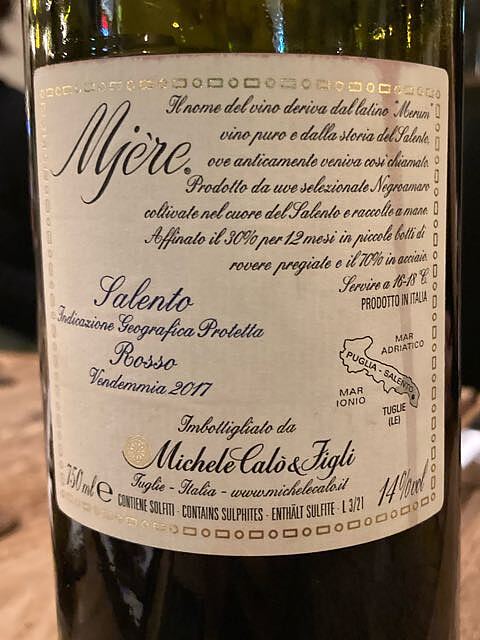 Mjère.
Il nome del vino deriva dal latino "Merum"
vino puro e dalla storia del Salento,
ove anticamente veniva così chiamato.
Prodotto da uve selezionate Negroamaro
coltivate nel cuore del Salento e raccolte a mano.
Affinato il 30% per 12 mesi in piccole botti di
rovere pregiate e il 70% in acciaio.
Servire a 16-18 C.
PRODOTTO IN ITALIA
Salento
Indicazione Geografica Protetta
Rosso
Vendemmia 2017
MAR
ADRIATICO
PUGLIA - SALENTO
MAR
IONIO
TUGLIE
(LE)
Imbottigliato da
Michele Calò & Figli
Tuglie - Italia - www.michelecalo.it
750 ml e
CONTIENE SOLFITI - CONTAINS SULPHITES - ENTHÄLT SULFITE - L 3/21
14% vol